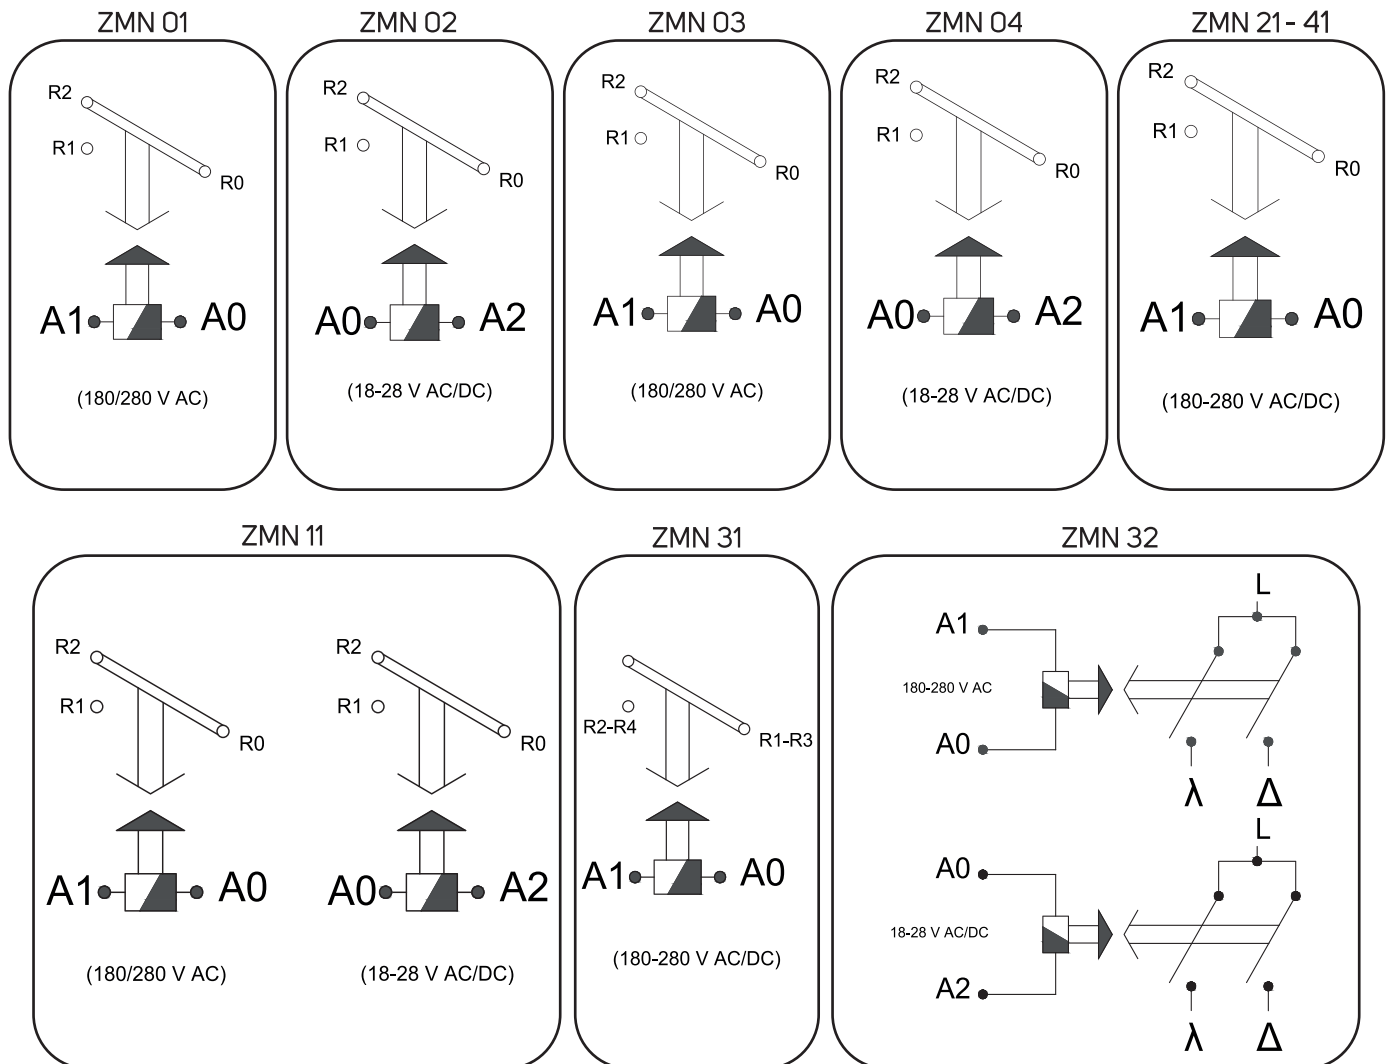 ZMN 01
R2
R1
R0
A1 A0
(180/280 V AC)
ZMN 02
R2
R1
R0
A0 A2
(18-28 V AC/DC)
ZMN 03
R2
R1
R0
A1 A0
(180/280 V AC)
ZMN 04
R2
R1
R0
A0 A2
(18-28 V AC/DC)
ZMN 21- 41
R2
R1
R0
A1 A0
(180-280 V AC/DC)
ZMN 11
R2
R1
R0
A1 A0
(180/280 V AC)
R2
R1
R0
A0 A2
(18-28 V AC/DC)
ZMN 31
R2-R4
R1-R3
A1 A0
(180-280 V AC/DC)
ZMN 32
L
A1
180-280 V AC
A0
λ Δ
L
A0
18-28 V AC/DC
A2
λ Δ